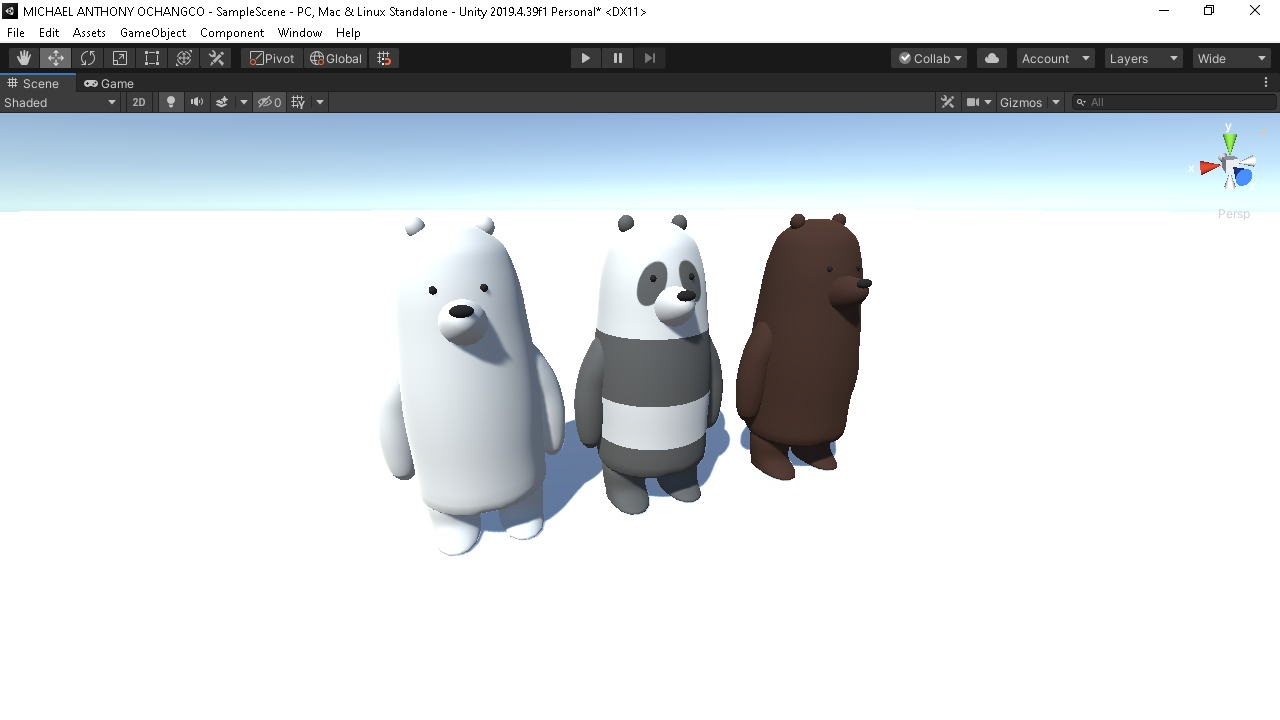 MICHAEL ANTHONY OCHANGCO - SampleScene - PC, Mac & Linux Standalone - Unity 2019.4.39f1 Personal* <DX11>
File Edit Assets GameObject Component Window Help
Pivot Global Collab Account Layers Wide
Scene Game
Shaded 2D 0 Gizmos All
y
x
Persp